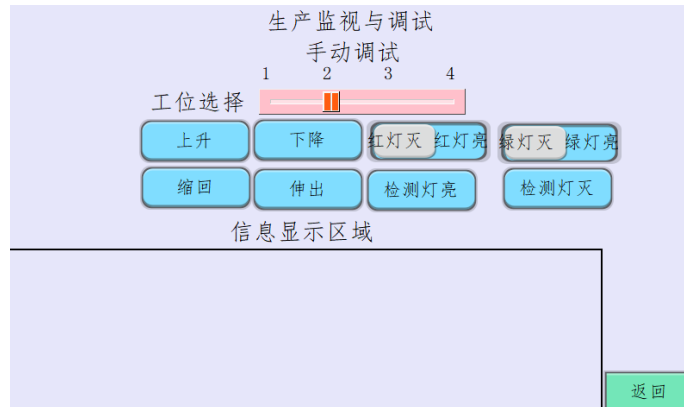 生产监视与调试
手动调试
1 2 3 4
工位选择
上升 下降 红灯灭 红灯亮 绿灯灭 绿灯亮
缩回 伸出 检测灯亮 检测灯灭
信息显示区域
返回